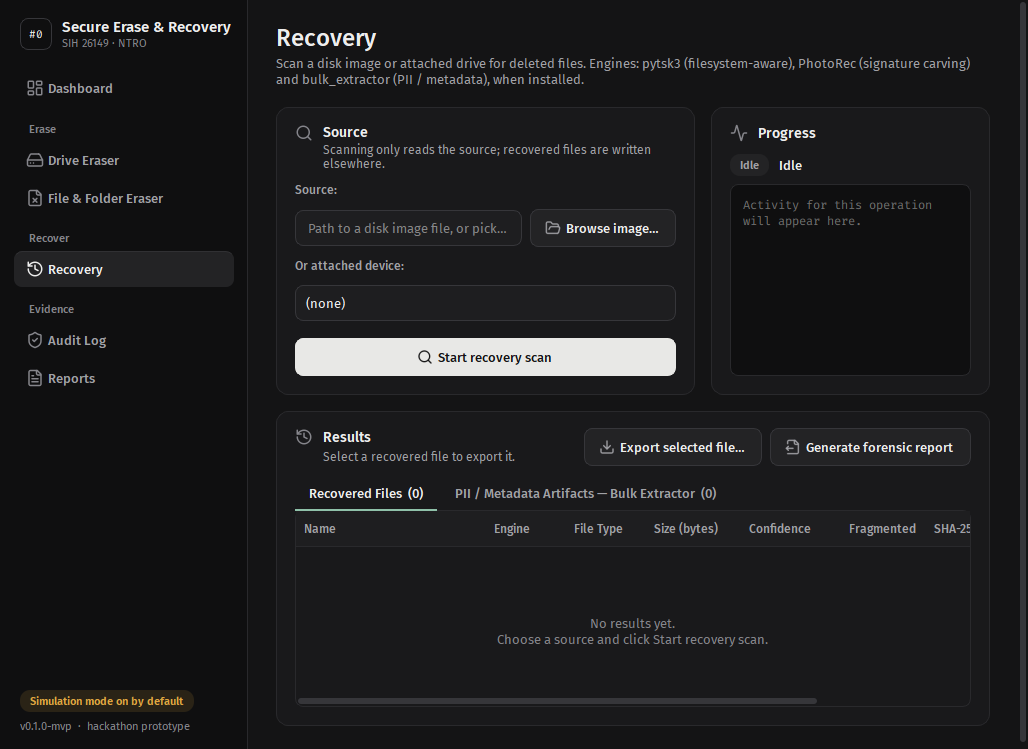 #0
Secure Erase & Recovery
SIH 26149 · NTRO
Dashboard
Erase
Drive Eraser
File & Folder Eraser
Recover
Recovery
Evidence
Audit Log
Reports
Simulation mode on by default
v0.1.0-mvp · hackathon prototype
Recovery
Scan a disk image or attached drive for deleted files. Engines: pytsk3 (filesystem-aware), PhotoRec (signature carving)
and bulk_extractor (PII / metadata), when installed.
Source
Scanning only reads the source; recovered files are written
elsewhere.
Source:
Path to a disk image file, or pick...
Browse image...
Or attached device:
(none)
Start recovery scan
Progress
Idle Idle
Activity for this operation
will appear here.
Results
Select a recovered file to export it.
Export selected file...
Generate forensic report
Recovered Files (0)
PII / Metadata Artifacts — Bulk Extractor (0)
Name Engine File Type Size (bytes) Confidence Fragmented SHA-25
No results yet.
Choose a source and click Start recovery scan.